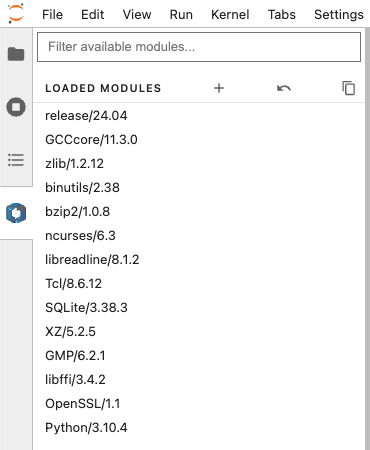 File Edit View Run Kernel Tabs Settings
Filter available modules...
LOADED MODULES
release/24.04
GCCcore/11.3.0
zlib/1.2.12
binutils/2.38
bzip2/1.0.8
ncurses/6.3
libreadline/8.1.2
Tcl/8.6.12
SQLite/3.38.3
XZ/5.2.5
GMP/6.2.1
libffi/3.4.2
OpenSSL/1.1
Python/3.10.4